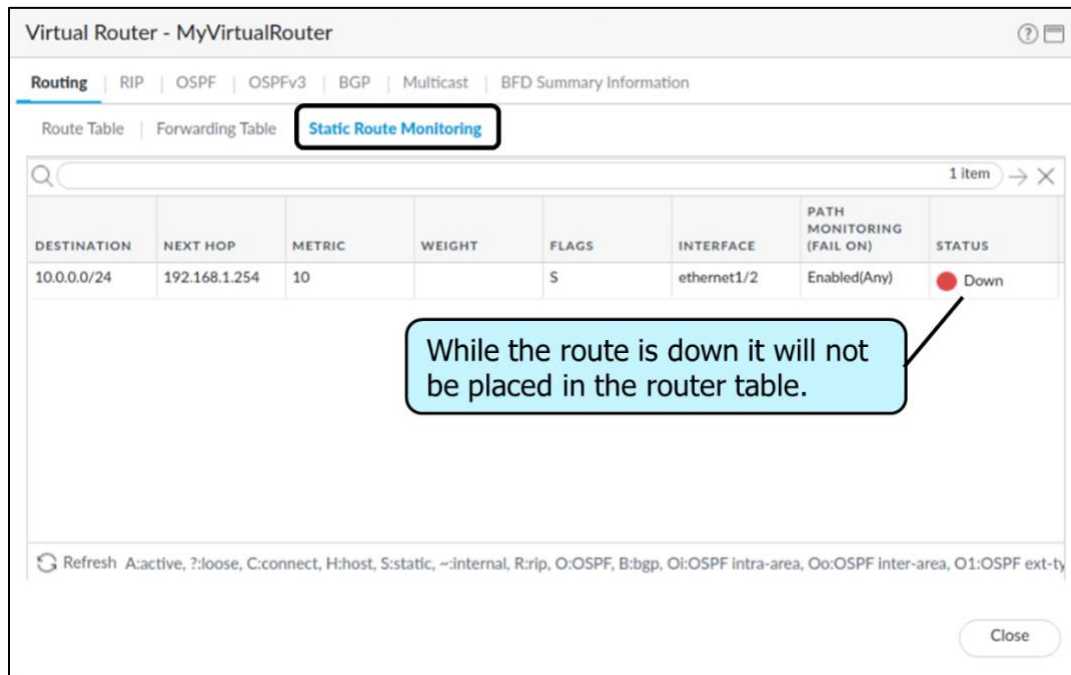 Virtual Router - MyVirtualRouter
Routing | RIP | OSPF | OSPFv3 | BGP | Multicast | BFD Summary Information
Route Table | Forwarding Table | Static Route Monitoring
1 item
DESTINATION NEXT HOP METRIC WEIGHT FLAGS INTERFACE PATH MONITORING (FAIL ON) STATUS
10.0.0.0/24 192.168.1.254 10 S ethernet1/2 Enabled(Any) Down
While the route is down it will not
be placed in the router table.
Refresh A:active, ?:loose, C:connect, H:host, S:static, ~:internal, R:rip, O:OSPF, B:bgp, Oi:OSPF intra-area, Oo:OSPF inter-area, O1:OSPF ext-ty
Close